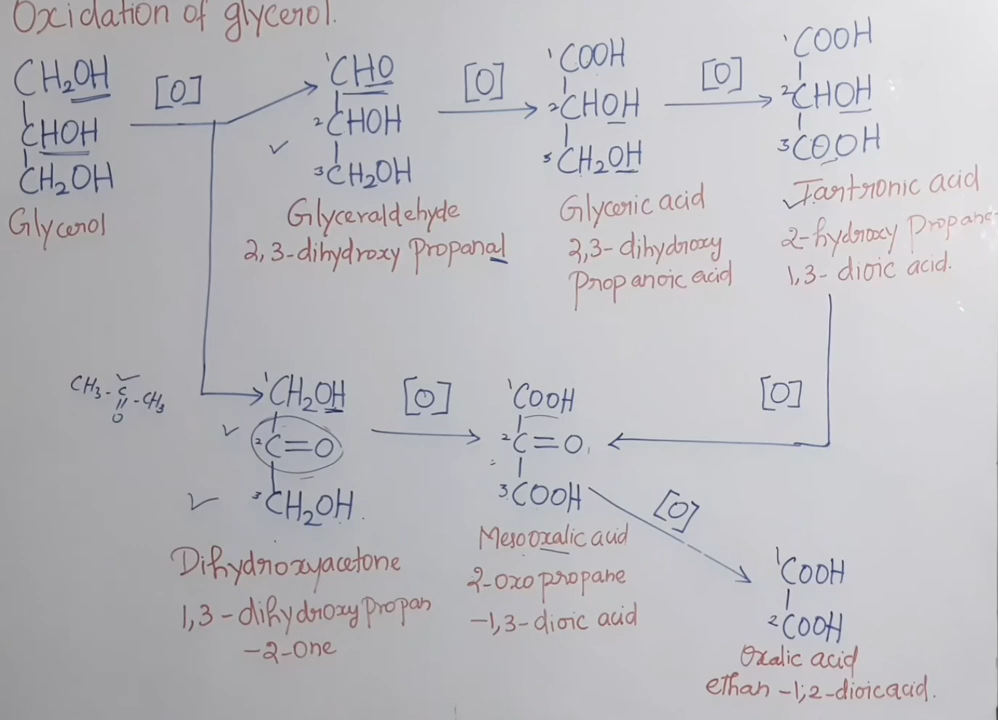 Oxidation of glycerol.
CH2OH
CHOH
CH2OH
Glycerol
[O]
1CHO
2CHOH
3CH2OH
Glyceraldehyde
2,3-dihydroxy Propanal
[O]
1COOH
2CHOH
3CH2OH
Glyceric acid
2,3-dihydroxy
Propanoic acid
[O]
1COOH
2CHOH
3COOH
Tartronic acid
2-hydroxy Propane
1,3-dioic acid.
[O]
CH3-C-CH3
O
1CH2OH
2C=O
3CH2OH.
Dihydroxyacetone
1,3-dihydroxy propan
-2-one
[O]
1COOH
2C=O
3COOH
Mesooxalic acid
2-oxo propane
-1,3-dioic acid
[O]
1COOH
2COOH
Oxalic acid
ethan-1,2-dioic acid.